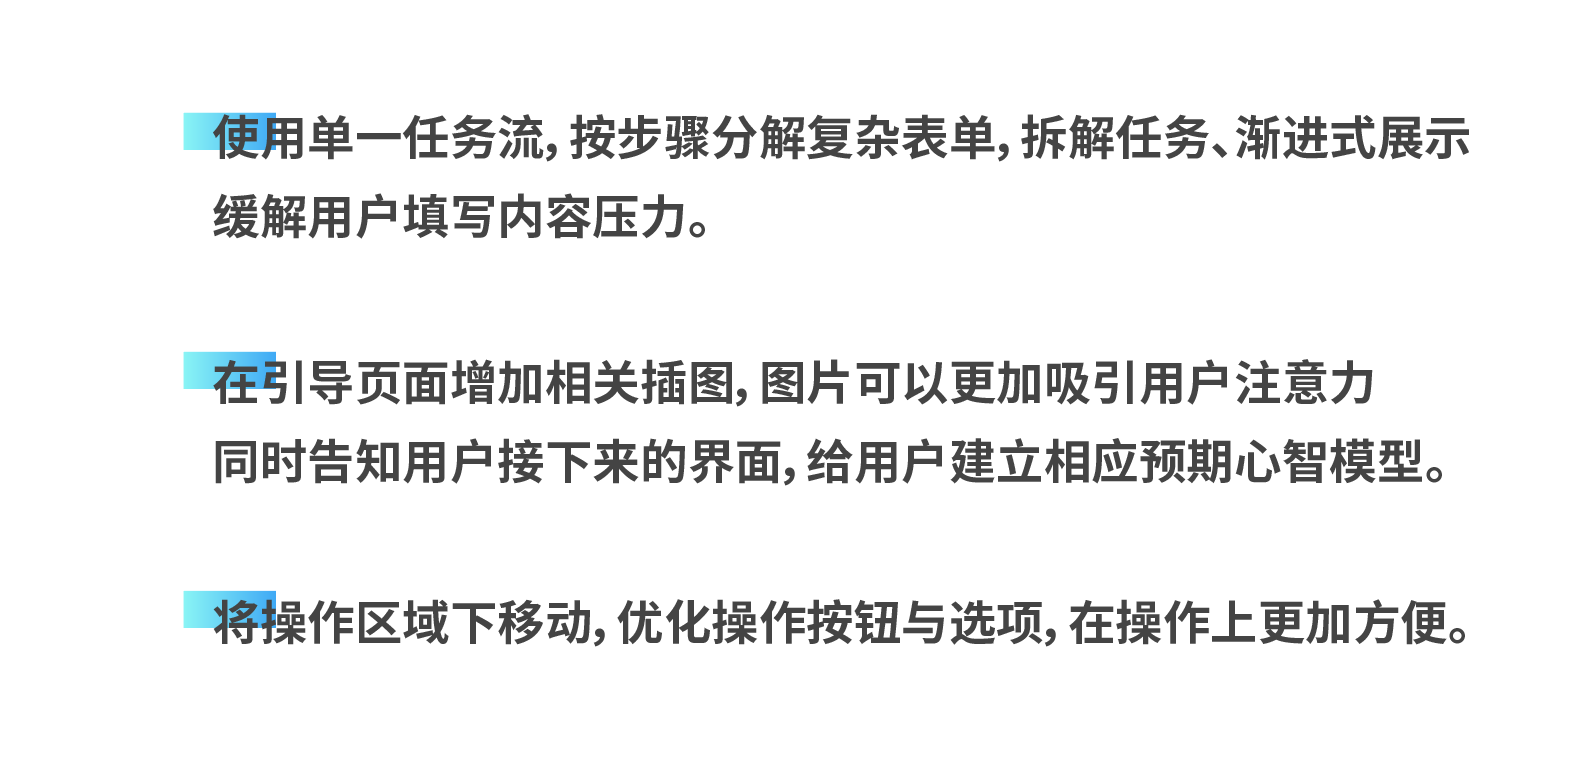 使用单一任务流，按步骤分解复杂表单，拆解任务、渐进式展示
缓解用户填写内容压力。
在引导页面增加相关插图，图片可以更加吸引用户注意力
同时告知用户接下来的界面，给用户建立相应预期心智模型。
将操作区域下移动，优化操作按钮与选项，在操作上更加方便。